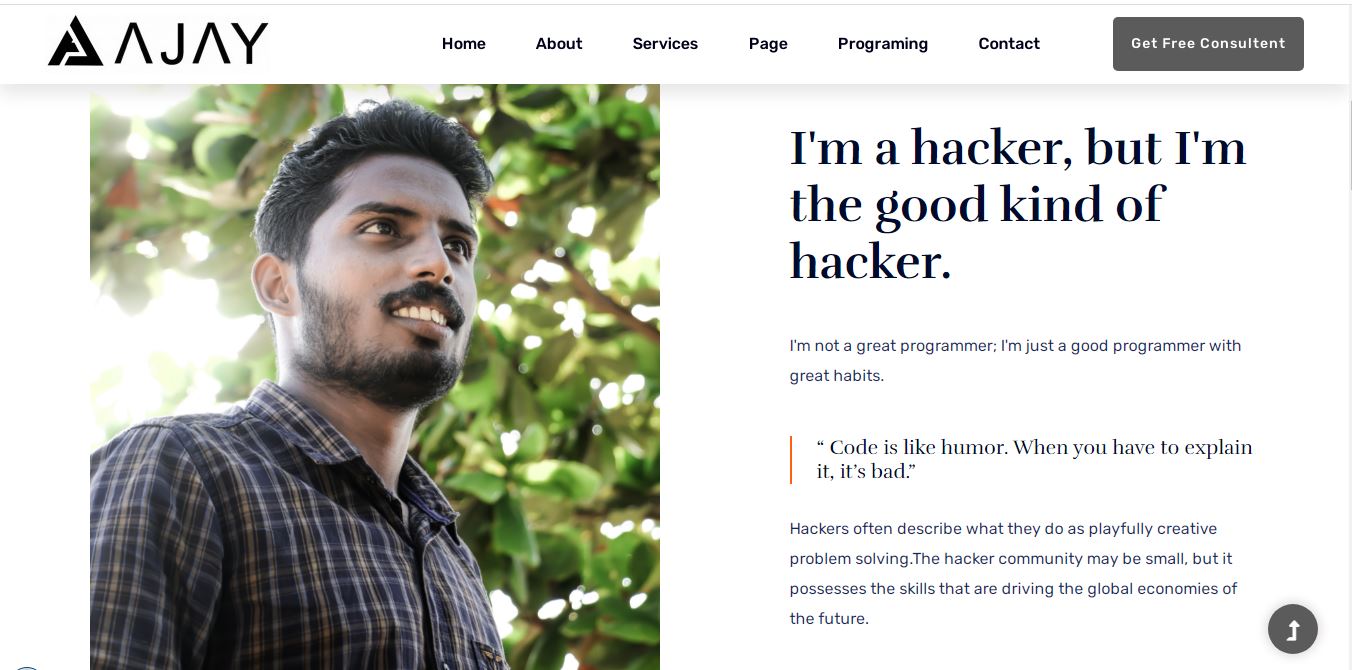 AJAY
Home About Services Page Programing Contact Get Free Consultent
I'm a hacker, but I'm
the good kind of
hacker.
I'm not a great programmer; I'm just a good programmer with
great habits.
“ Code is like humor. When you have to explain
it, it’s bad.”
Hackers often describe what they do as playfully creative
problem solving.The hacker community may be small, but it
possesses the skills that are driving the global economies of
the future.